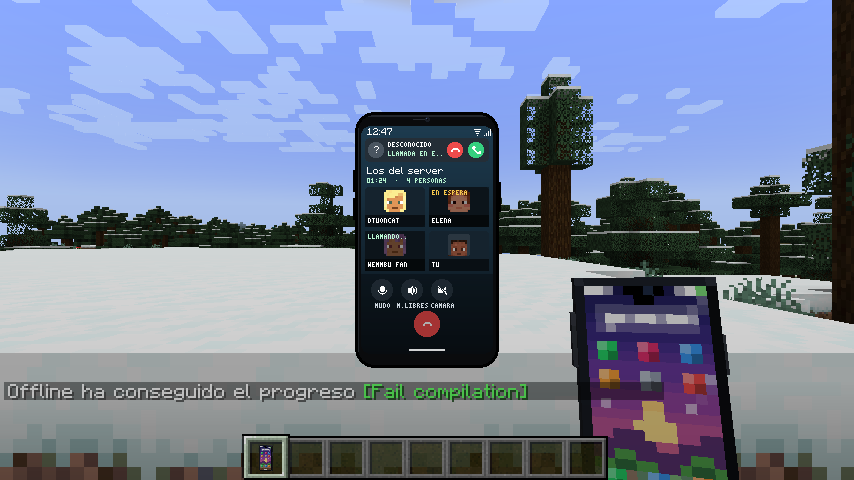 12:47
?
DESCONOCIDO
LLAMADA EN E..
Los del server
01:24 · 4 PERSONAS
DTUONCAT
EN ESPERA
ELENA
LLAMANDO..
WEMMBU FAN
TU
MUDO M.LIBRES CAMARA
Offline ha conseguido el progreso [Fail compilation]